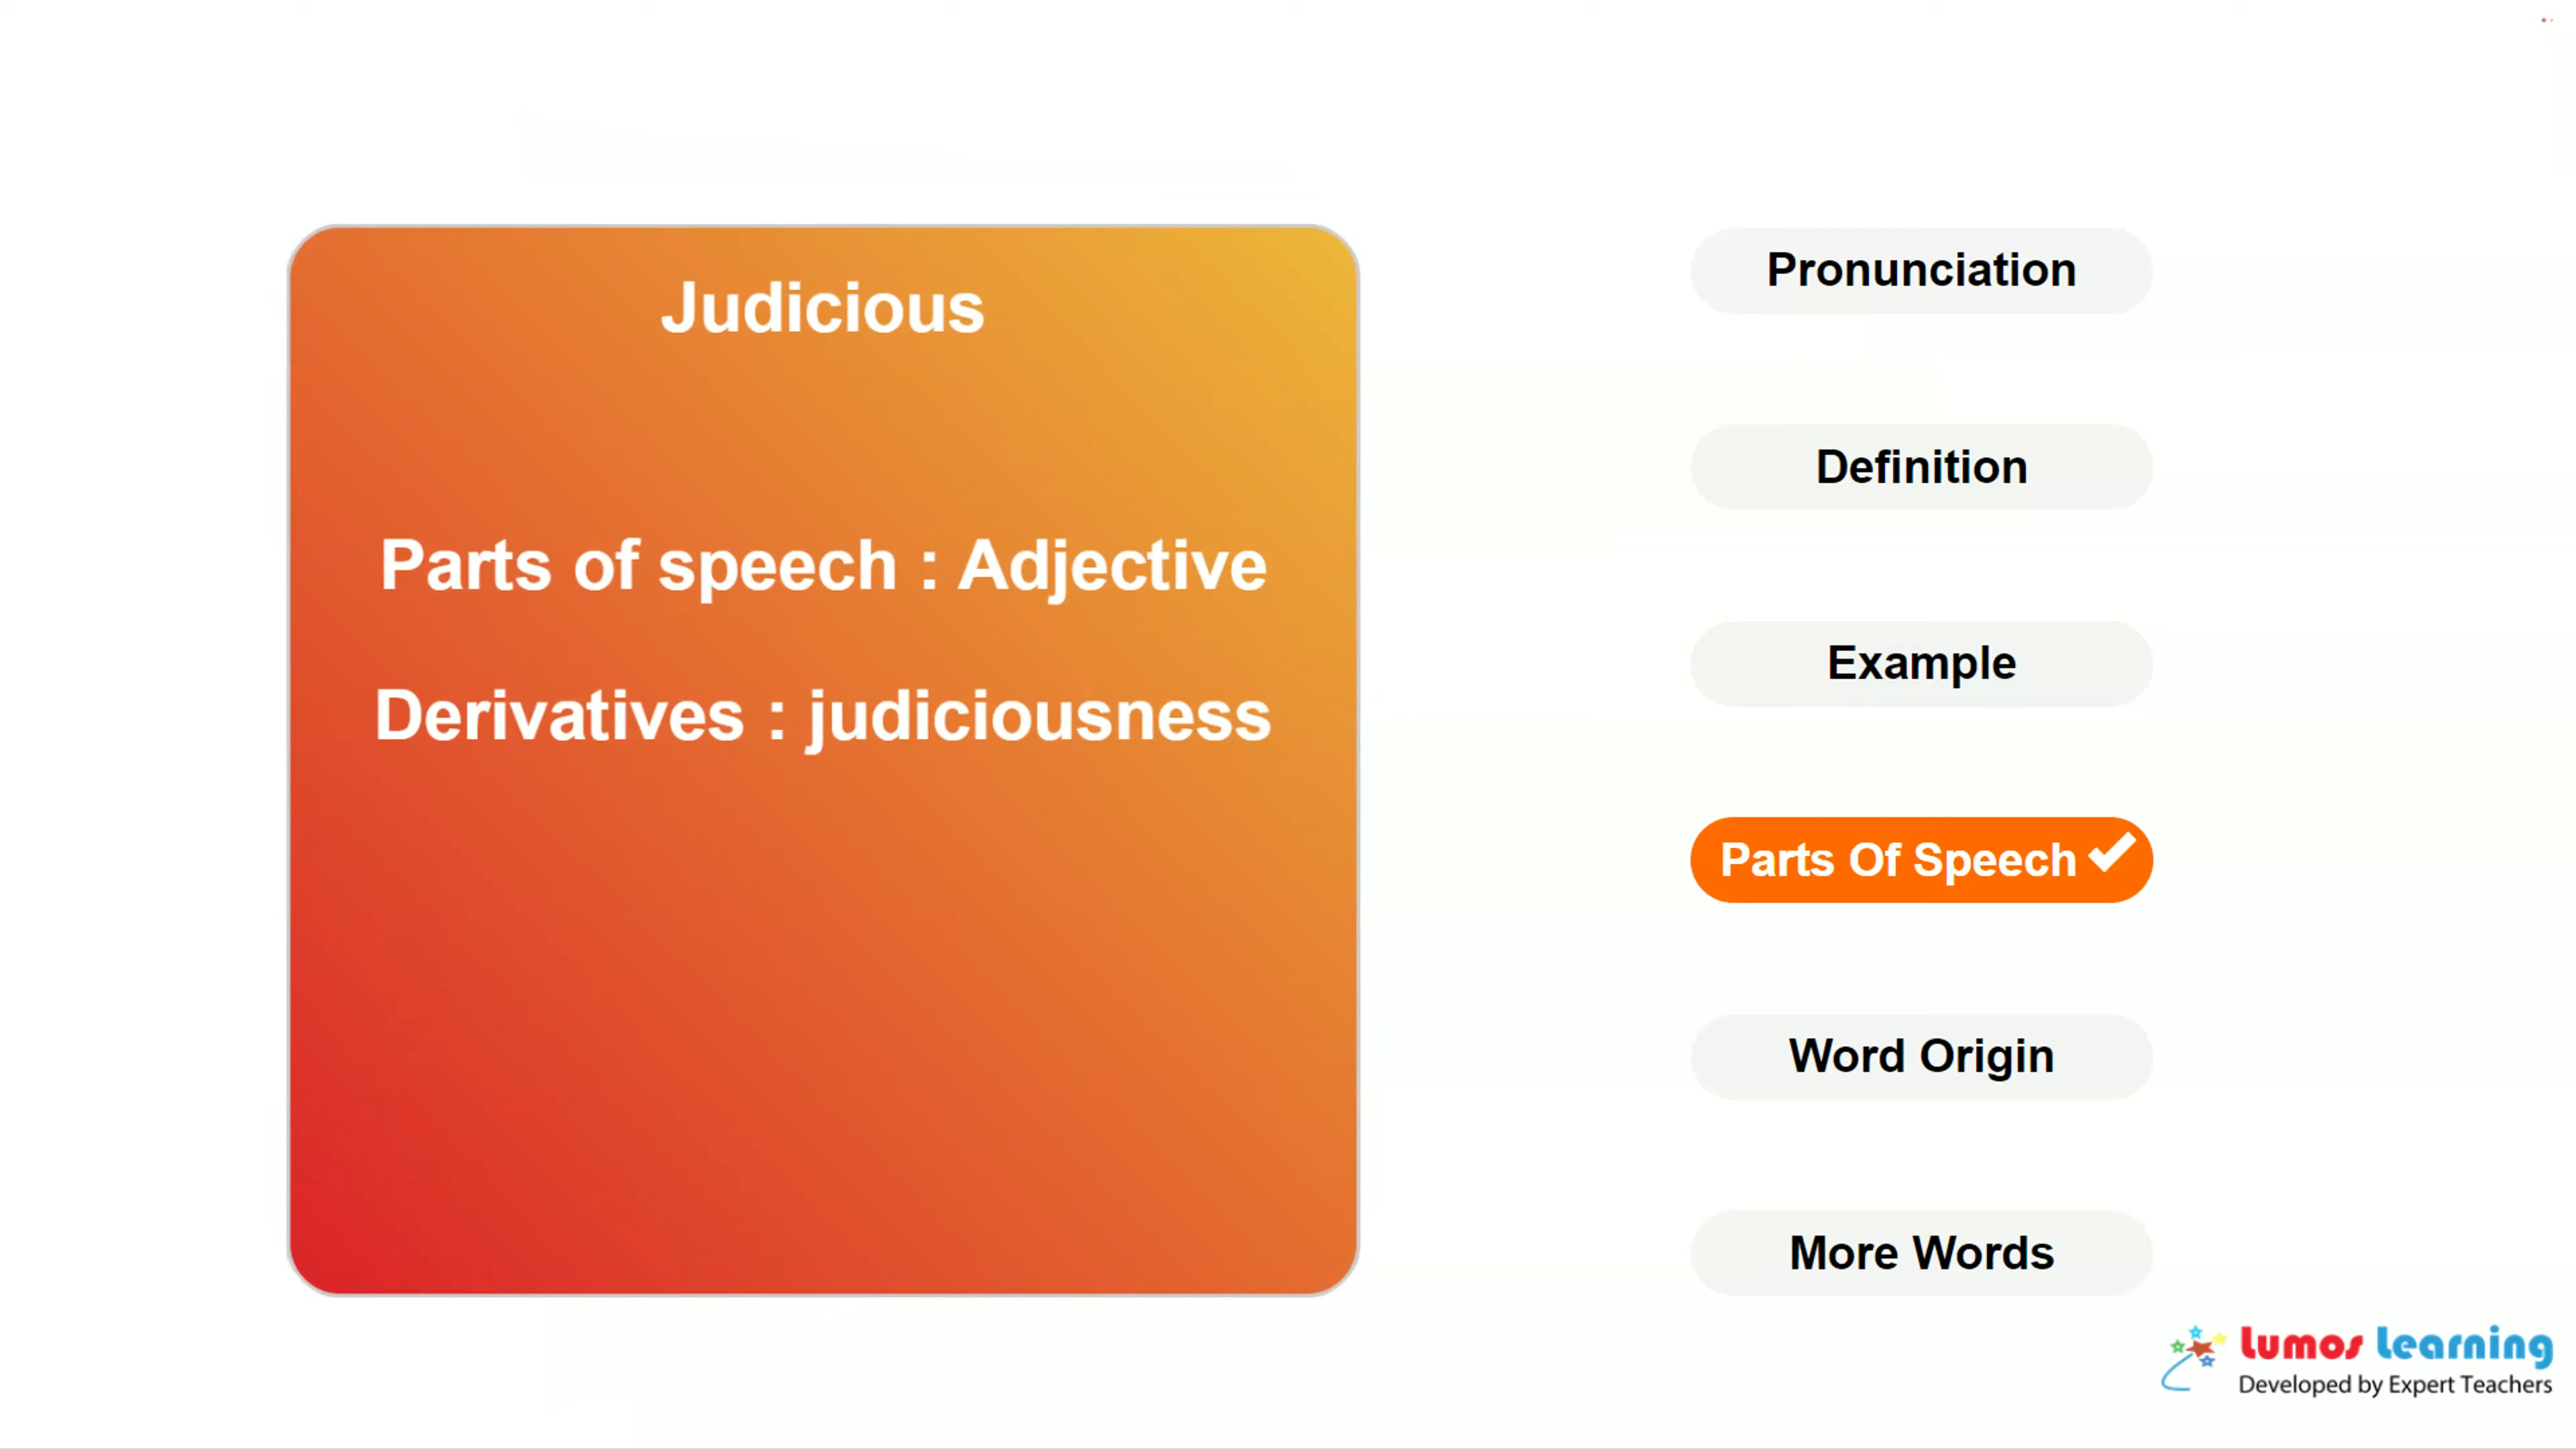 Judicious
Parts of speech : Adjective
Derivatives : judiciousness
Pronunciation
Definition
Example
Parts Of Speech
Word Origin
More Words
Lumos Learning
Developed by Expert Teachers